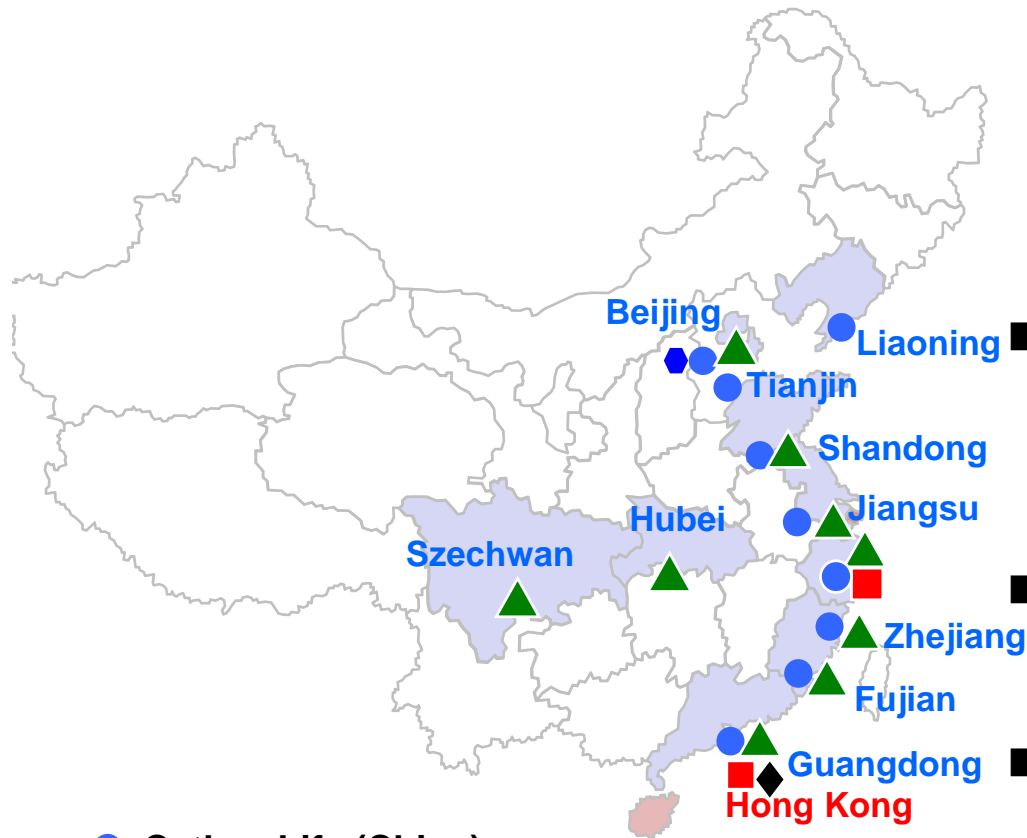 Beijing
Liaoning
Tianjin
Shandong
Jiangsu
Hubei
Szechwan
Zhejiang
Fujian
Guangdong
Hong Kong